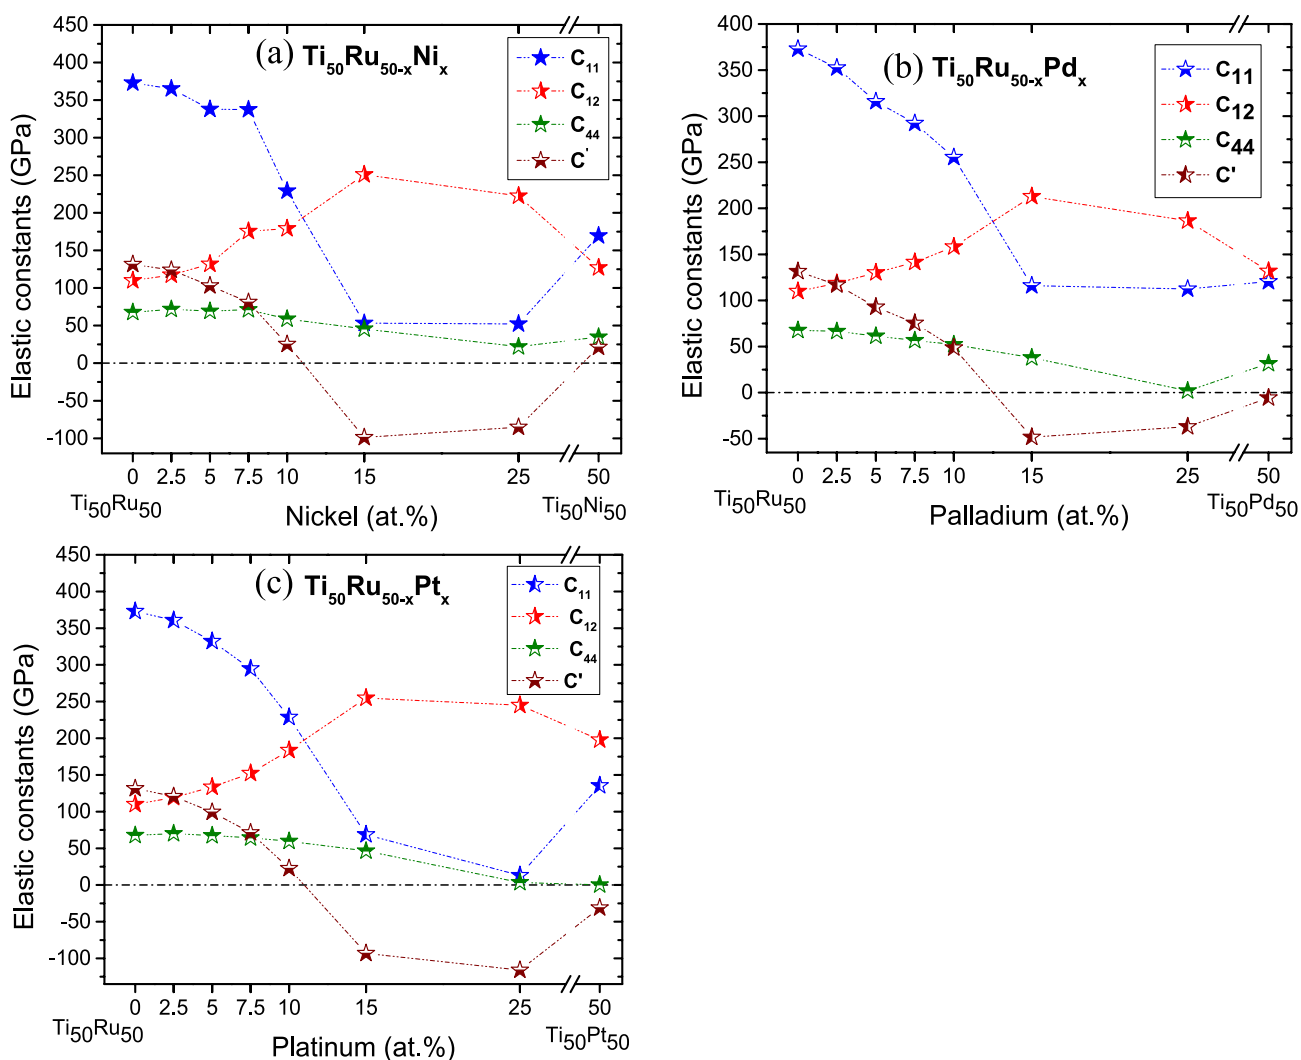 (a) Ti50Ru50-xNix
C11
C12
C44
C'
Elastic constants (GPa)
450
400
350
300
250
200
150
100
50
0
-50
-100
0 2.5 5 7.5 10 15 25 50
Ti50Ru50 Nickel (at.%) Ti50Ni50
(b) Ti50Ru50-xPdx
C11
C12
C44
C'
Elastic constants (GPa)
400
350
300
250
200
150
100
50
0
-50
0 2.5 5 7.5 10 15 25 50
Ti50Ru50 Palladium (at.%) Ti50Pd50
(c) Ti50Ru50-xPtx
C11
C12
C44
C'
Elastic constants (GPa)
450
400
350
300
250
200
150
100
50
0
-50
-100
0 2.5 5 7.5 10 15 25 50
Ti50Ru50 Platinum (at.%) Ti50Pt50